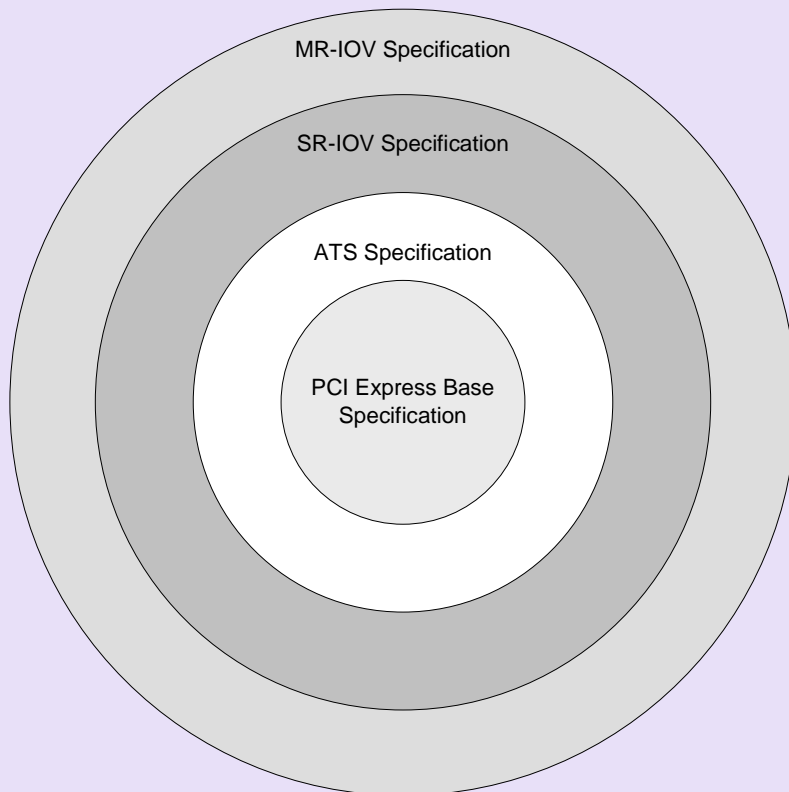 MR-IOV Specification
SR-IOV Specification
ATS Specification
PCI Express Base
Specification